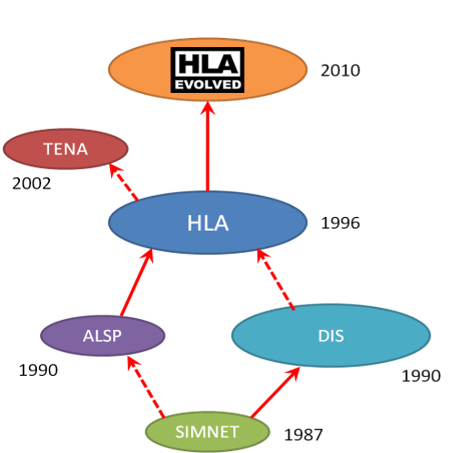 HLA
EVOLVED
2010
TENA
2002
HLA
1996
ALSP
DIS
1990
1990
SIMNET
1987